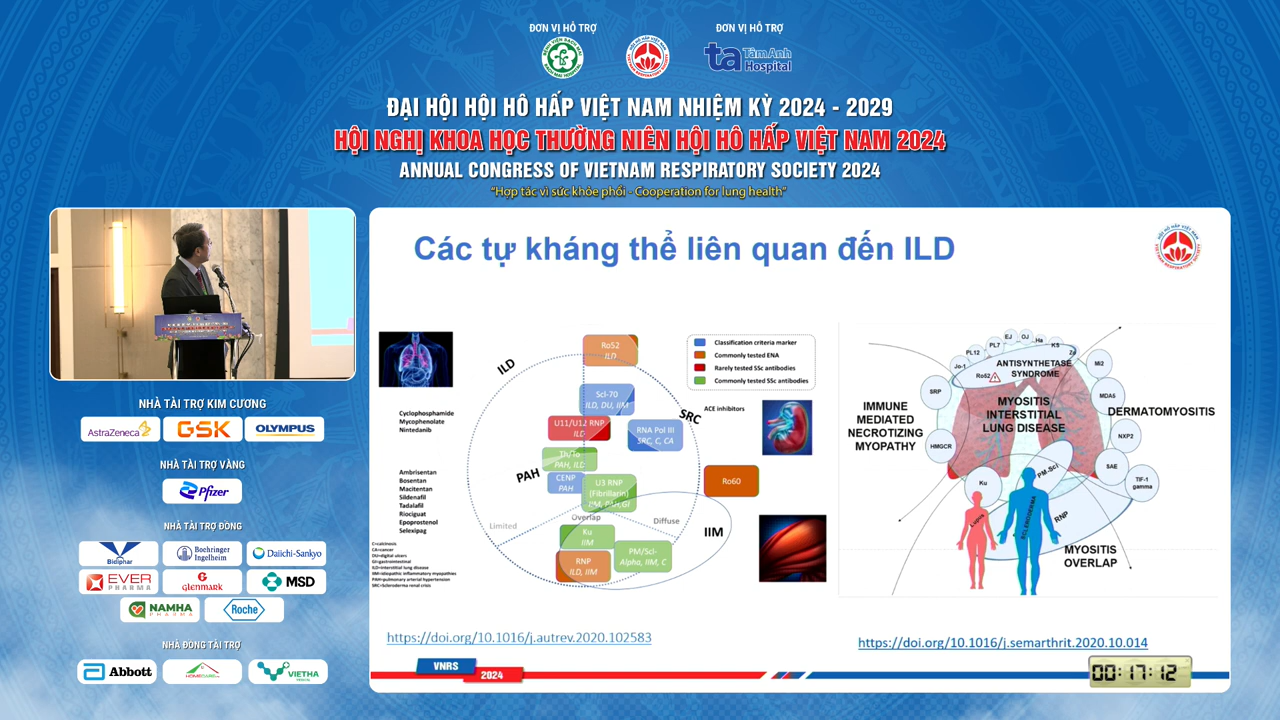 ĐƠN VỊ HỖ TRỢ
ĐƠN VỊ HỖ TRỢ
TâmAnh
Hospital
ĐẠI HỘI HỘI HÔ HẤP VIỆT NAM NHIỆM KỲ 2024 - 2029
HỘI NGHỊ KHOA HỌC THƯỜNG NIÊN HỘI HÔ HẤP VIỆT NAM 2024
ANNUAL CONGRESS OF VIETNAM RESPIRATORY SOCIETY 2024
“Hợp tác vì sức khỏe phổi - Cooperation for lung health”
NHÀ TÀI TRỢ KIM CƯƠNG
AstraZeneca
GSK
OLYMPUS
NHÀ TÀI TRỢ VÀNG
Pfizer
NHÀ TÀI TRỢ ĐỒNG
Bidiphar
Boehringer
Ingelheim
Daiichi-Sankyo
EVER
PHARMA
GLENMARK
MSD
NAMHA
PHARMA
Roche
NHÀ ĐỒNG TÀI TRỢ
Abbott
VIETHA
Các tự kháng thể liên quan đến ILD
ILD
Ro52
ILD
Classification criteria marker
Commonly tested ENA
Rarely tested SSc antibodies
Commonly tested SSc antibodies
Cyclophosphamide
Mycophenolate
Nintedanib
Scl-70
ILD, DU, IIM
SRC
ACE inhibitors
U11/U12 RNP
ILD
RNA Pol III
SRC, C, CA
Th/To
PAH, ILD
PAH
CENP
PAH
U3 RNP
(Fibrillarin)
IIM, PAH, GI
Ro60
Ambrisentan
Bosentan
Macitentan
Sildenafil
Tadalafil
Riociguat
Epoprostenol
Selexipag
Limited
Overlap
Diffuse
IIM
Ku
IIM
PM/Scl-
Alpha, IIM, C
RNP
ILD, IIM
C=calcinosis
CA=cancer
DU=digital ulcers
GI=gastrointestinal
ILD=interstitial lung disease
IIM=idiopathic inflammatory myopathies
PAH=pulmonary arterial hypertension
SRC=Scleroderma renal crisis
https://doi.org/10.1016/j.autrev.2020.102583
EJ
OJ
Ha
KS
Zo
PL7
PL12
Jo-1
ANTISYNTHETASE
SYNDROME
Ro52
Mi2
SRP
MDA5
IMMUNE
MEDIATED
NECROTIZING
MYOPATHY
MYOSITIS
INTERSTITIAL
LUNG DISEASE
DERMATOMYOSITIS
HMGCR
NXP2
SAE
TIF-1
gamma
Ku
PM-Scl
Lupus
SCLERODERMA
RNP
MYOSITIS
OVERLAP
https://doi.org/10.1016/j.semarthrit.2020.10.014
VNRS
2024
00:17:12